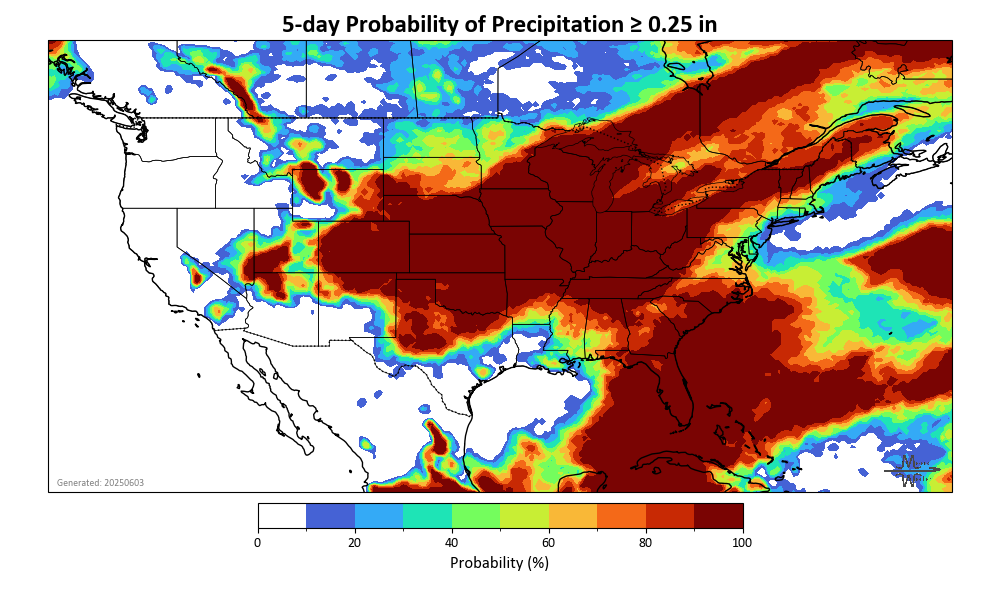 5-day Probability of Precipitation ≥ 0.25 in
Generated: 20250603
0 20 40 60 80 100
Probability (%)